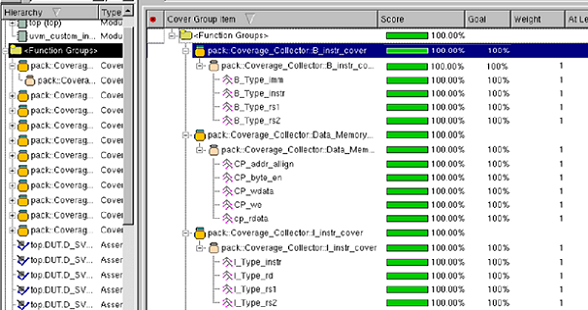 Hierarchy Type
top (top) Modu
uvm_custom_in... Modu
<Function Groups>
pack::Coverag... Cover
pack::Covera... Cover
pack::Coverag... Cover
pack::Coverag... Cover
pack::Coverag... Cover
pack::Coverag... Cover
pack::Coverag... Cover
pack::Coverag... Cover
pack::Coverag... Cover
pack::Coverag... Cover
pack::Coverag... Cover
top.DUT.D_SV... Asser
top.DUT.D_SV... Asser
top.DUT.D_SV... Asser
top.DUT.D_SV... Asser
top.DUT.D_SV... Asser
Cover Group Item Score Goal Weight At Le
<Function Groups> 100.00%
pack::Coverage_Collector::B_instr_cover 100.00% 100%
pack::Coverage_Collector::B_instr_co... 100.00% 100% 1
B_Type_imm 100.00% 100% 1
B_Type_instr 100.00% 100% 1
B_Type_rs1 100.00% 100% 1
B_Type_rs2 100.00% 100% 1
pack::Coverage_Collector::Data_Memory... 100.00%
pack::Coverage_Collector::Data_Mem... 100.00% 100% 1
CP_addr_align 100.00% 100% 1
CP_byte_en 100.00% 100% 1
CP_wdata 100.00% 100% 1
CP_we 100.00% 100% 1
cp_rdata 100.00% 100% 1
pack::Coverage_Collector::I_instr_cover 100.00%
pack::Coverage_Collector::I_instr_cover 100.00% 100% 1
I_Type_instr 100.00% 100% 1
I_Type_rd 100.00% 100% 1
I_Type_rs1 100.00% 100% 1
I_Type_rs2 100.00% 100% 1